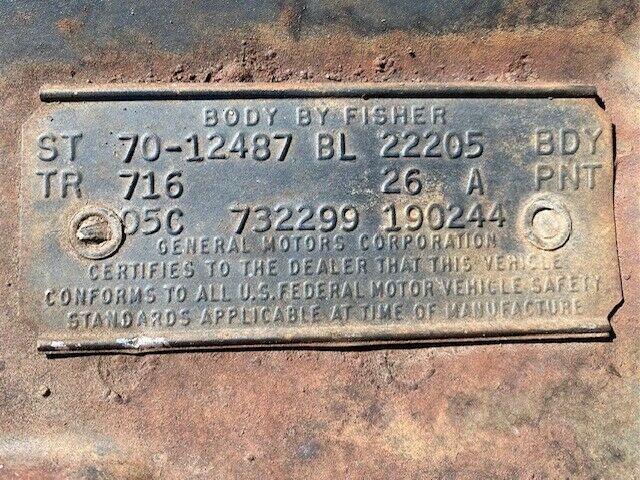 BODY BY FISHER
ST 70-12487 BL 22205 BDY
TR 716 26 A PNT
05C 732299 190244
GENERAL MOTORS CORPORATION
CERTIFIES TO THE DEALER THAT THIS VEHICLE
CONFORMS TO ALL U.S. FEDERAL MOTOR VEHICLE SAFETY
STANDARDS APPLICABLE AT TIME OF MANUFACTURE